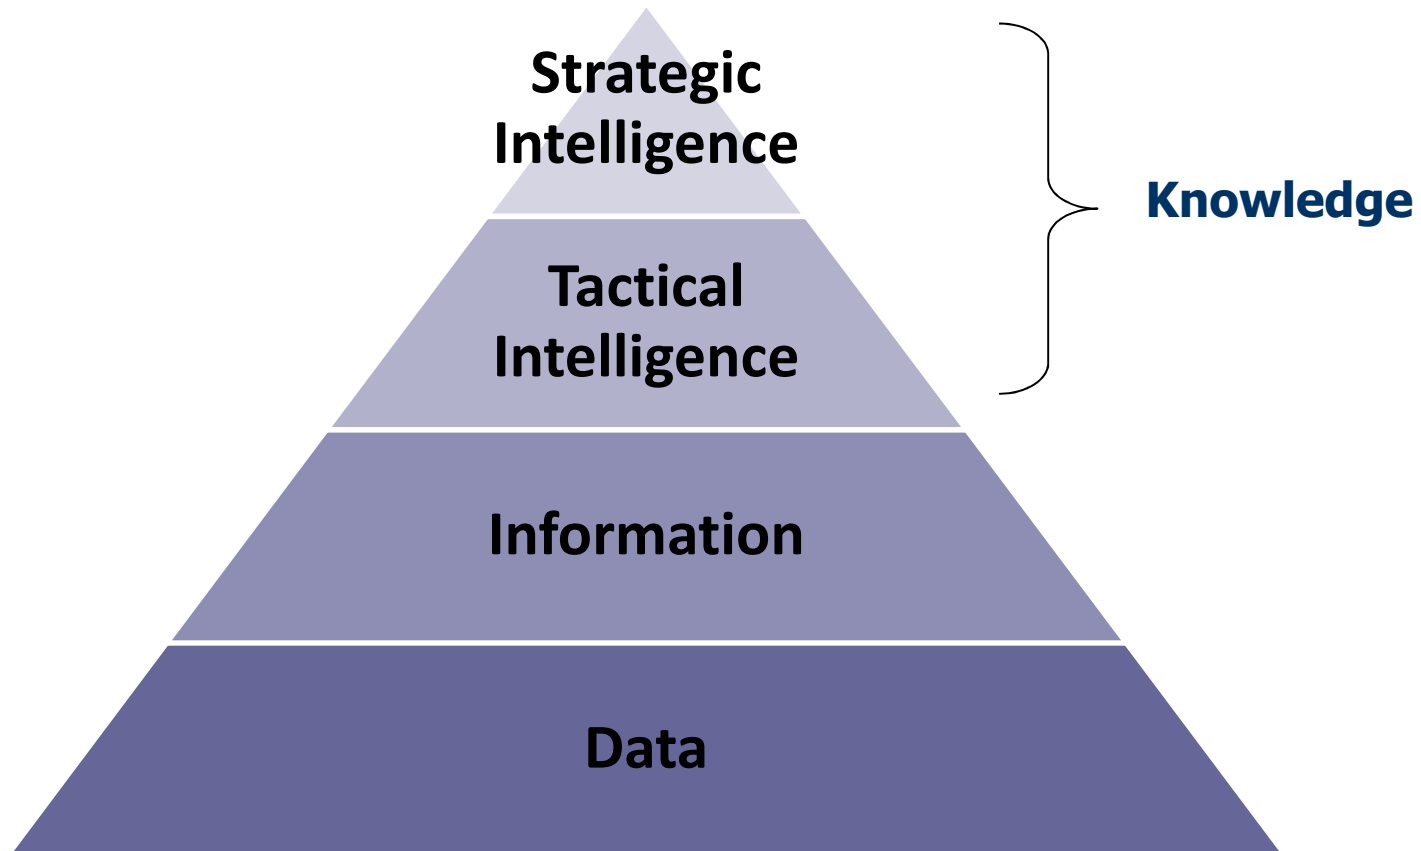 Strategic
Intelligence
Knowledge
Tactical
Intelligence
Information
Data